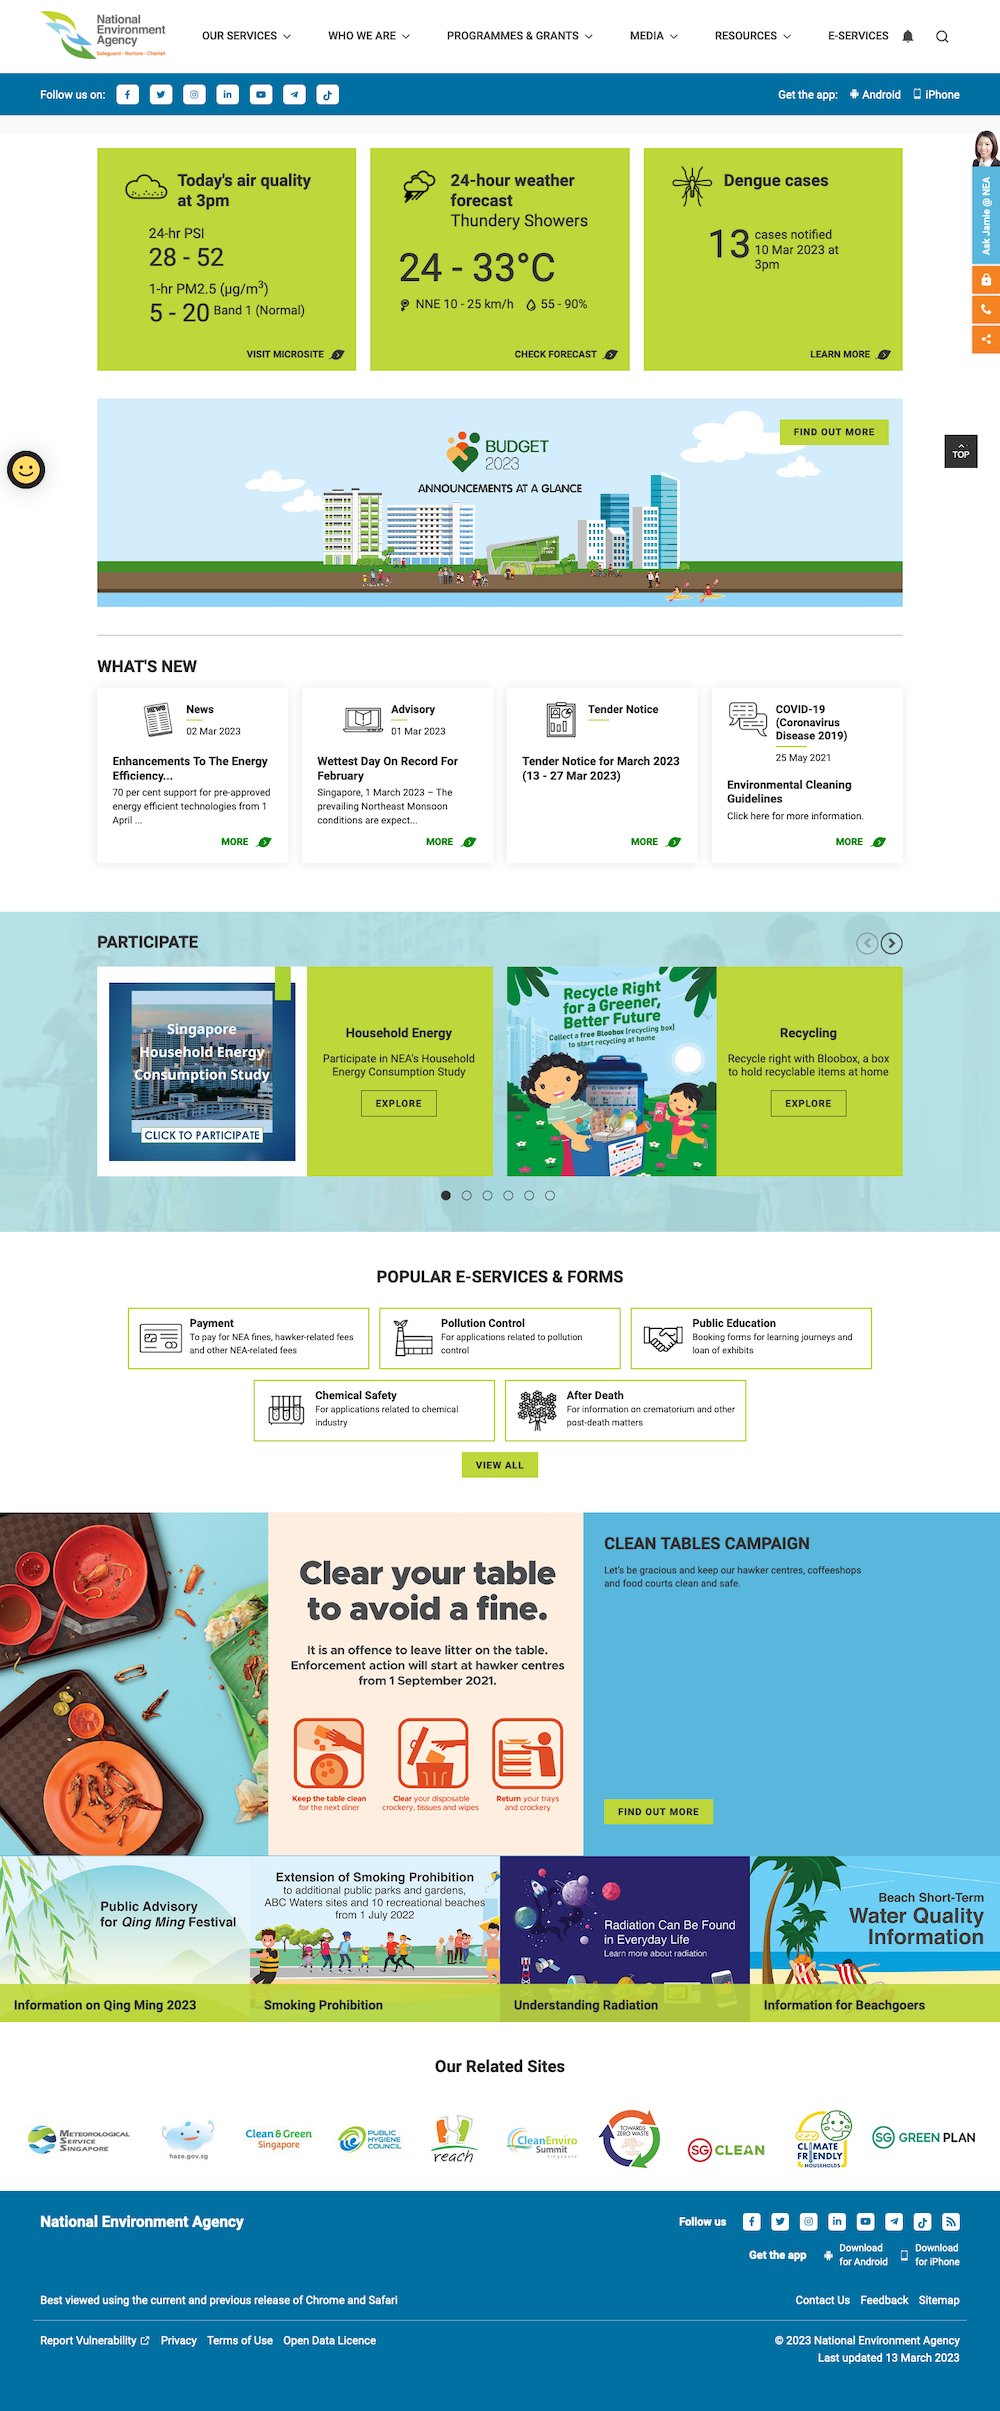 National
Environment
Agency
Safeguard • Nurture • Cherish
OUR SERVICES
WHO WE ARE
PROGRAMMES & GRANTS
MEDIA
RESOURCES
E-SERVICES
Follow us on:
Get the app:
Android
iPhone
Ask Jamie @ NEA
Today's air quality
at 3pm
24-hr PSI
28 - 52
1-hr PM2.5 (µg/m3)
5 - 20 Band 1 (Normal)
VISIT MICROSITE
24-hour weather
forecast
Thundery Showers
24 - 33°C
NNE 10 - 25 km/h
55 - 90%
CHECK FORECAST
Dengue cases
13 cases notified
10 Mar 2023 at
3pm
LEARN MORE
FIND OUT MORE
BUDGET
2023
ANNOUNCEMENTS AT A GLANCE
TOP
WHAT'S NEW
News
02 Mar 2023
Enhancements To The Energy
Efficiency...
70 per cent support for pre-approved
energy efficient technologies from 1
April ...
MORE
Advisory
01 Mar 2023
Wettest Day On Record For
February
Singapore, 1 March 2023 – The
prevailing Northeast Monsoon
conditions are expect...
MORE
Tender Notice
Tender Notice for March 2023
(13 - 27 Mar 2023)
MORE
COVID-19
(Coronavirus
Disease 2019)
25 May 2021
Environmental Cleaning
Guidelines
Click here for more information.
MORE
PARTICIPATE
Singapore
Household Energy
Consumption Study
CLICK TO PARTICIPATE
Household Energy
Participate in NEA's Household
Energy Consumption Study
EXPLORE
Recycle Right
for a Greener,
Better Future
Collect a free Bloobox (recycling box)
to start recycling at home
Recycling
Recycle right with Bloobox, a box
to hold recyclable items at home
EXPLORE
POPULAR E-SERVICES & FORMS
Payment
To pay for NEA fines, hawker-related fees
and other NEA-related fees
Pollution Control
For applications related to pollution
control
Public Education
Booking forms for learning journeys and
loan of exhibits
Chemical Safety
For applications related to chemical
industry
After Death
For information on crematorium and other
post-death matters
VIEW ALL
Clear your table
to avoid a fine.
It is an offence to leave litter on the table.
Enforcement action will start at hawker centres
from 1 September 2021.
Keep the table clean
for the next diner
Clear your disposable
crockery, tissues and wipes
Return your trays
and crockery
CLEAN TABLES CAMPAIGN
Let's be gracious and keep our hawker centres, coffeeshops
and food courts clean and safe.
FIND OUT MORE
Public Advisory
for Qing Ming Festival
Information on Qing Ming 2023
Extension of Smoking Prohibition
to additional public parks and gardens,
ABC Waters sites and 10 recreational beaches
from 1 July 2022
Smoking Prohibition
Radiation Can Be Found
in Everyday Life
Learn more about radiation
Understanding Radiation
Beach Short-Term
Water Quality
Information
Information for Beachgoers
Our Related Sites
METEOROLOGICAL
SERVICE
SINGAPORE
haze.gov.sg
Clean & Green
Singapore
PUBLIC
HYGIENE
COUNCIL
reach
CleanEnviro
Summit
Singapore
TOWARDS
ZERO WASTE
SG CLEAN
CLIMATE
FRIENDLY
HOUSEHOLDS
SG GREEN PLAN
National Environment Agency
Follow us
Get the app
Download
for Android
Download
for iPhone
Best viewed using the current and previous release of Chrome and Safari
Contact Us
Feedback
Sitemap
Report Vulnerability
Privacy
Terms of Use
Open Data Licence
© 2023 National Environment Agency
Last updated 13 March 2023